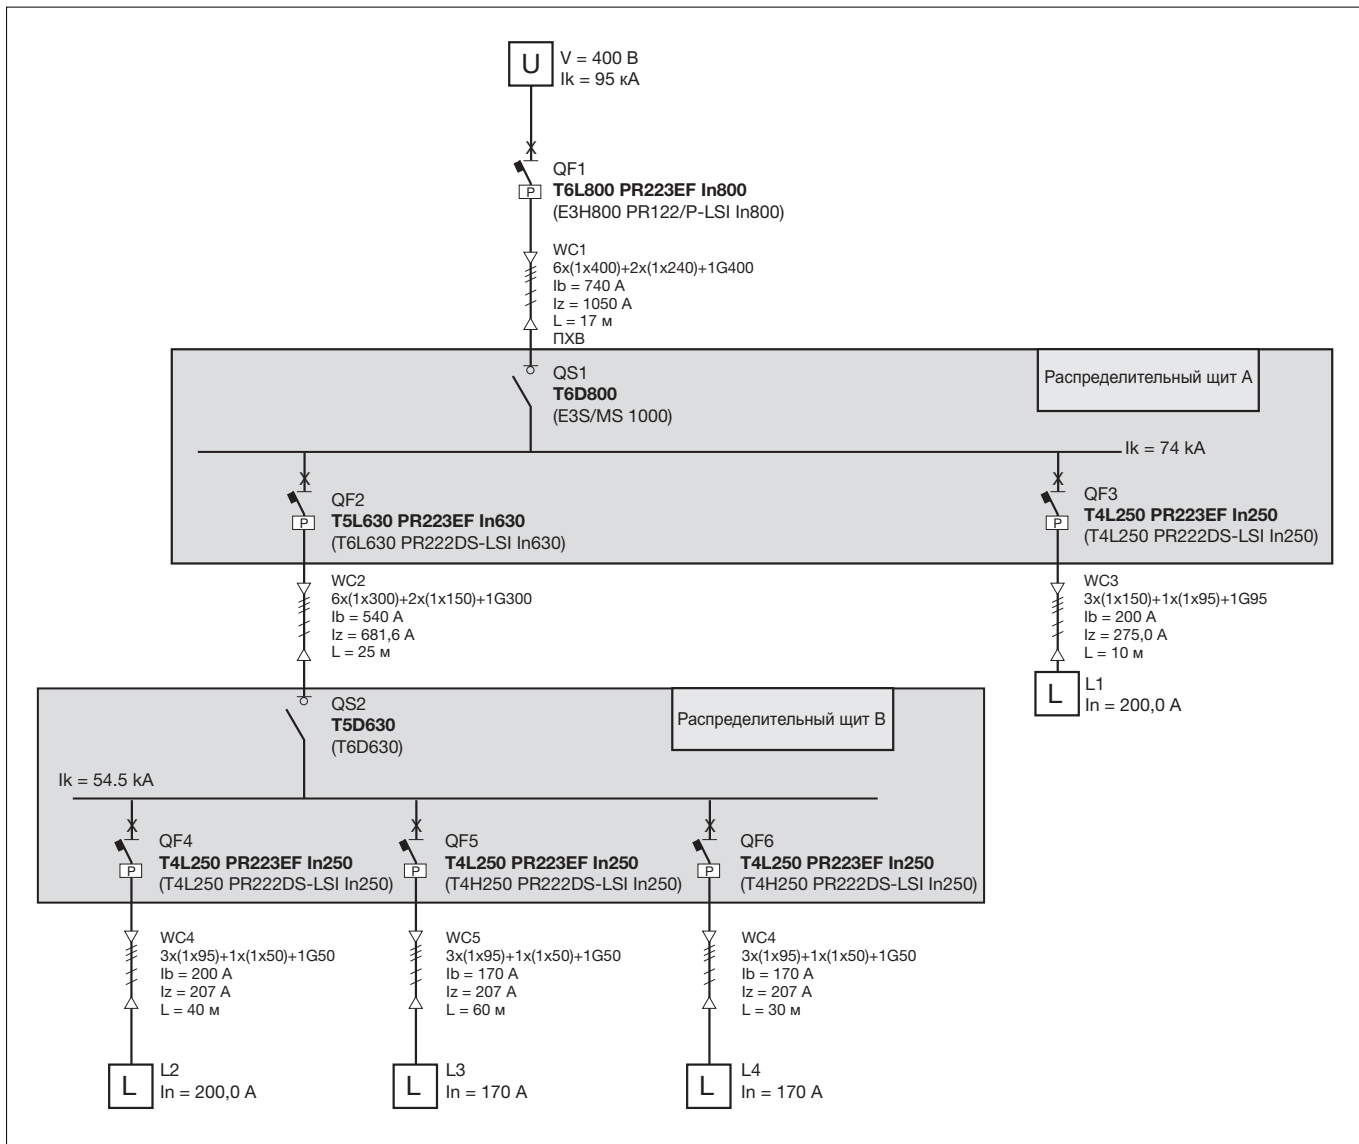 U
V = 400 В
Ik = 95 кА
QF1
T6L800 PR223EF In800
(E3H800 PR122/P-LSI In800)
P
WC1
6x(1x400)+2x(1x240)+1G400
Ib = 740 A
Iz = 1050 A
L = 17 м
ПХВ
QS1
T6D800
(E3S/MS 1000)
Распределительный щит А
Ik = 74 kA
QF2
T5L630 PR223EF In630
(T6L630 PR222DS-LSI In630)
P
QF3
T4L250 PR223EF In250
(T4L250 PR222DS-LSI In250)
P
WC2
6x(1x300)+2x(1x150)+1G300
Ib = 540 A
Iz = 681,6 A
L = 25 м
WC3
3x(1x150)+1x(1x95)+1G95
Ib = 200 A
Iz = 275,0 A
L = 10 м
L
L1
In = 200,0 A
QS2
T5D630
(T6D630)
Распределительный щит В
Ik = 54.5 kA
QF4
T4L250 PR223EF In250
(T4L250 PR222DS-LSI In250)
P
QF5
T4L250 PR223EF In250
(T4H250 PR222DS-LSI In250)
P
QF6
T4L250 PR223EF In250
(T4H250 PR222DS-LSI In250)
P
WC4
3x(1x95)+1x(1x50)+1G50
Ib = 200 A
Iz = 207 A
L = 40 м
WC5
3x(1x95)+1x(1x50)+1G50
Ib = 170 A
Iz = 207 A
L = 60 м
WC4
3x(1x95)+1x(1x50)+1G50
Ib = 170 A
Iz = 207 A
L = 30 м
L
L2
In = 200,0 A
L
L3
In = 170 A
L
L4
In = 170 A